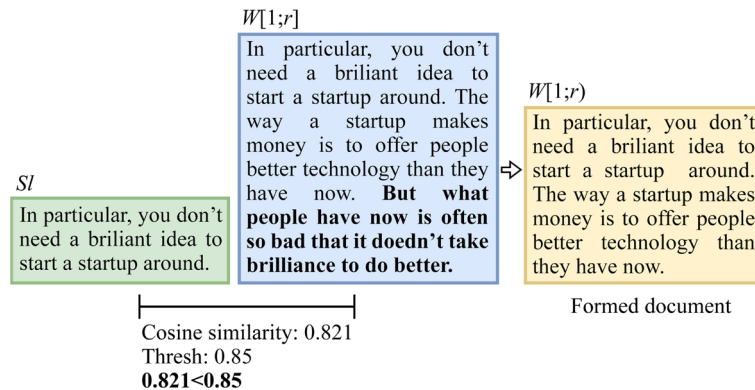 Sl
In particular, you don't
need a briliant idea to
start a startup around.
W[1;r]
In particular, you don't
need a briliant idea to
start a startup around. The
way a startup makes
money is to offer people
better technology than they
have now. But what
people have now is often
so bad that it doedn't take
brilliance to do better.
W[1;r)
In particular, you don't
need a briliant idea to
start a startup around.
The way a startup makes
money is to offer people
better technology than
they have now.
Formed document
Cosine similarity: 0.821
Thresh: 0.85
0.821<0.85